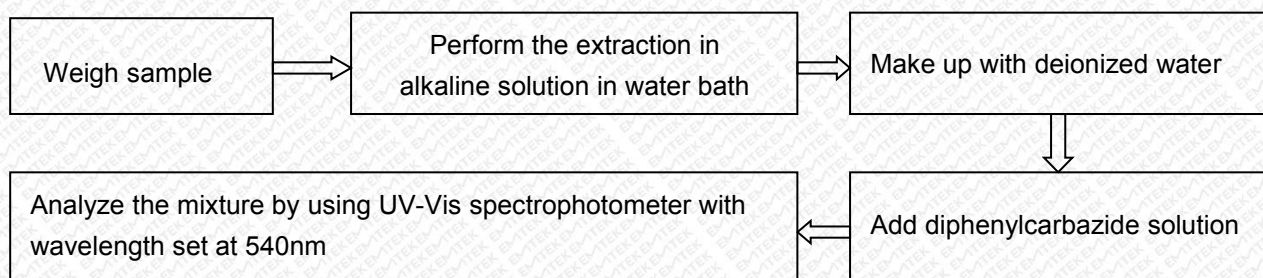 Weigh sample
Perform the extraction in
alkaline solution in water bath
Make up with deionized water
Add diphenylcarbazide solution
Analyze the mixture by using UV-Vis spectrophotometer with
wavelength set at 540nm